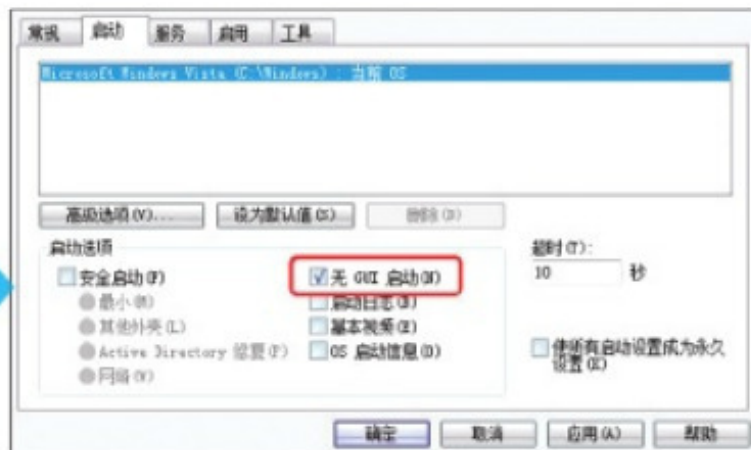 常规 启动 服务 启用 工具
Microsoft Windows Vista (C:\Windows) : 当前 OS
高级选项(V)... 设为默认值(S) 删除(D)
启动选项 超时(T):
安全启动(F) 无 GUI 启动(N) 10 秒
最小(M) 启动日志(B)
其他外壳(L) 基本视频(E)
Active Directory 修复(P) OS 启动信息(O) 使所有启动设置成为永久
网络(W) 设置(K)
确定 取消 应用(A) 帮助